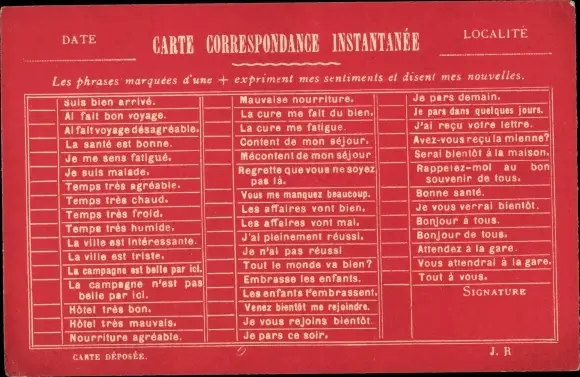 DATE
CARTE CORRESPONDANCE INSTANTANÉE
LOCALITÉ
Les phrases marquées d'une + expriment mes sentiments et disent mes nouvelles.
Suis bien arrivé.
Ai fait bon voyage.
Ai fait voyage désagréable.
La santé est bonne.
Je me sens fatigué.
Je suis malade.
Temps très agréable.
Temps très chaud.
Temps très froid.
Temps très humide.
La ville est intéressante.
La ville est triste.
La campagne est belle par ici.
La campagne n'est pas
belle par ici.
Hôtel très bon.
Hôtel très mauvais.
Nourriture agréable.
Mauvaise nourriture.
La cure me fait du bien.
La cure me fatigue.
Content de mon séjour.
Mécontent de mon séjour
Regrette que vous ne soyez
pas là.
Vous me manquez beaucoup.
Les affaires vont bien.
Les affaires vont mal.
J'ai pleinement réussi.
Je n'ai pas réussi
Tout le monde va bien?
Embrasse les enfants.
Les enfants t'embrassent.
Venez bientôt me rejoindre.
Je vous rejoins bientôt.
Je pars ce soir.
Je pars demain.
Je pars dans quelques jours.
J'ai reçu votre lettre.
Avez-vous reçu la mienne?
Serai bientôt à la maison.
Rappelez-moi au bon
souvenir de tous.
Bonne santé.
Je vous verrai bientôt.
Bonjour à tous.
Bonjour de tous.
Attendez à la gare.
Vous attendrai à la gare.
Tout à vous.
SIGNATURE
CARTE DÉPOSÉE.
J. R